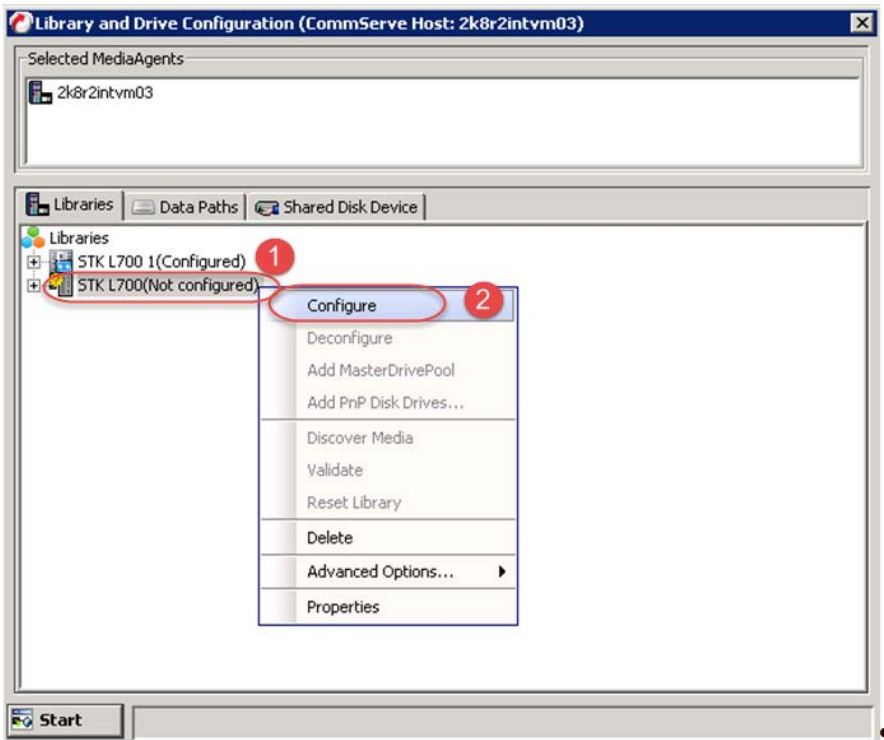 Library and Drive Configuration (CommServe Host: 2k8r2intvm03)
Selected MediaAgents
2k8r2intvm03
Libraries Data Paths Shared Disk Device
Libraries
STK L700 1(Configured) 1
STK L700(Not configured)
Configure 2
Deconfigure
Add MasterDrivePool
Add PnP Disk Drives...
Discover Media
Validate
Reset Library
Delete
Advanced Options...
Properties
Start